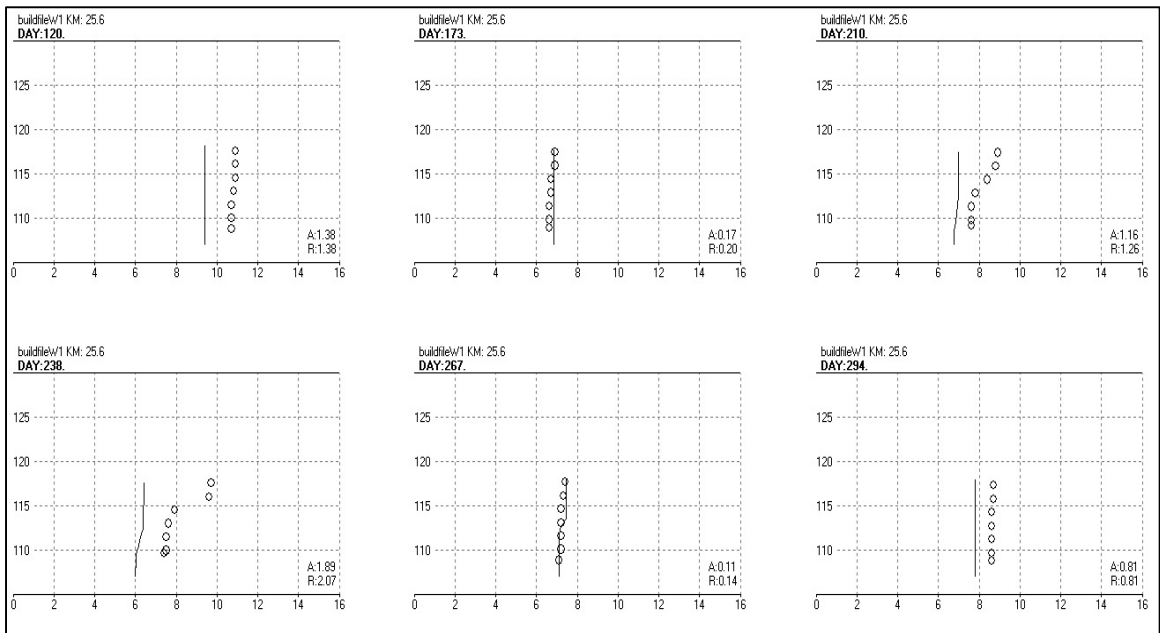 buildfileW1 KM: 25.6
DAY:120.
125
120
115
110
A:1.38
R:1.38
0 2 4 6 8 10 12 14 16
buildfileW1 KM: 25.6
DAY:173.
125
120
115
110
A:0.17
R:0.20
0 2 4 6 8 10 12 14 16
buildfileW1 KM: 25.6
DAY:210.
125
120
115
110
A:1.16
R:1.26
0 2 4 6 8 10 12 14 16
buildfileW1 KM: 25.6
DAY:238.
125
120
115
110
A:1.89
R:2.07
0 2 4 6 8 10 12 14 16
buildfileW1 KM: 25.6
DAY:267.
125
120
115
110
A:0.11
R:0.14
0 2 4 6 8 10 12 14 16
buildfileW1 KM: 25.6
DAY:294.
125
120
115
110
A:0.81
R:0.81
0 2 4 6 8 10 12 14 16